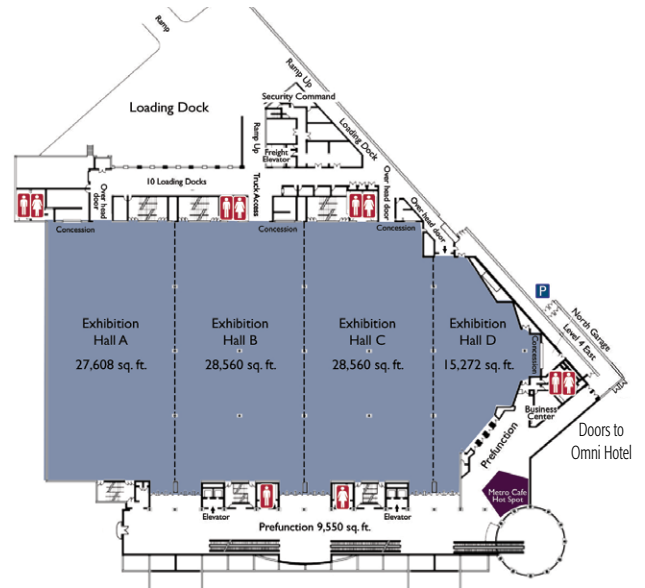 Ramp
Loading Dock
Ramp Up
Security Command
Loading Dock
Ramp Up
Freight
Elevator
10 Loading Docks
Truck Access
Over head
door
Over head
door
Over head door
Concession
Concession
Concession
Exhibition
Hall A
27,608 sq. ft.
Exhibition
Hall B
28,560 sq. ft.
Exhibition
Hall C
28,560 sq. ft.
Exhibition
Hall D
15,272 sq. ft.
Concession
P
North Garage
Level 4 East
Business
Center
Doors to
Omni Hotel
Prefunction
Metro Cafe
Hot Spot
Elevator
Elevator
Prefunction 9,550 sq. ft.